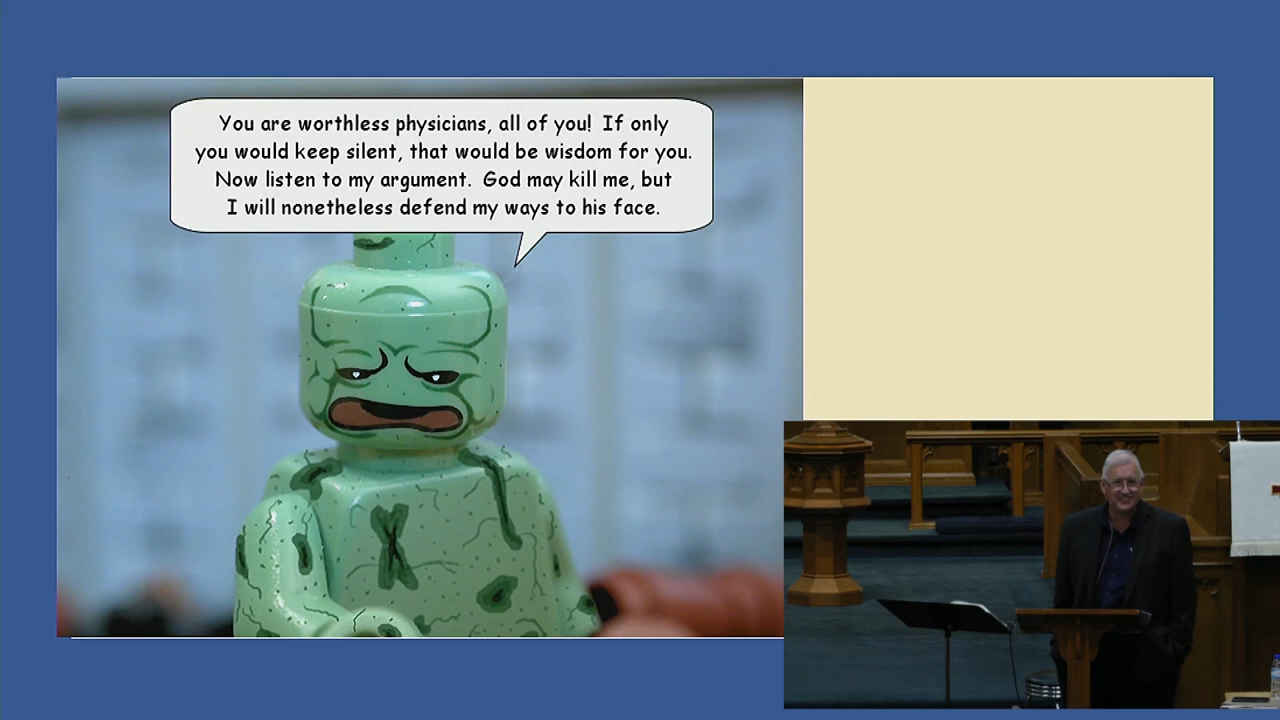 You are worthless physicians, all of you! If only
you would keep silent, that would be wisdom for you.
Now listen to my argument. God may kill me, but
I will nonetheless defend my ways to his face.